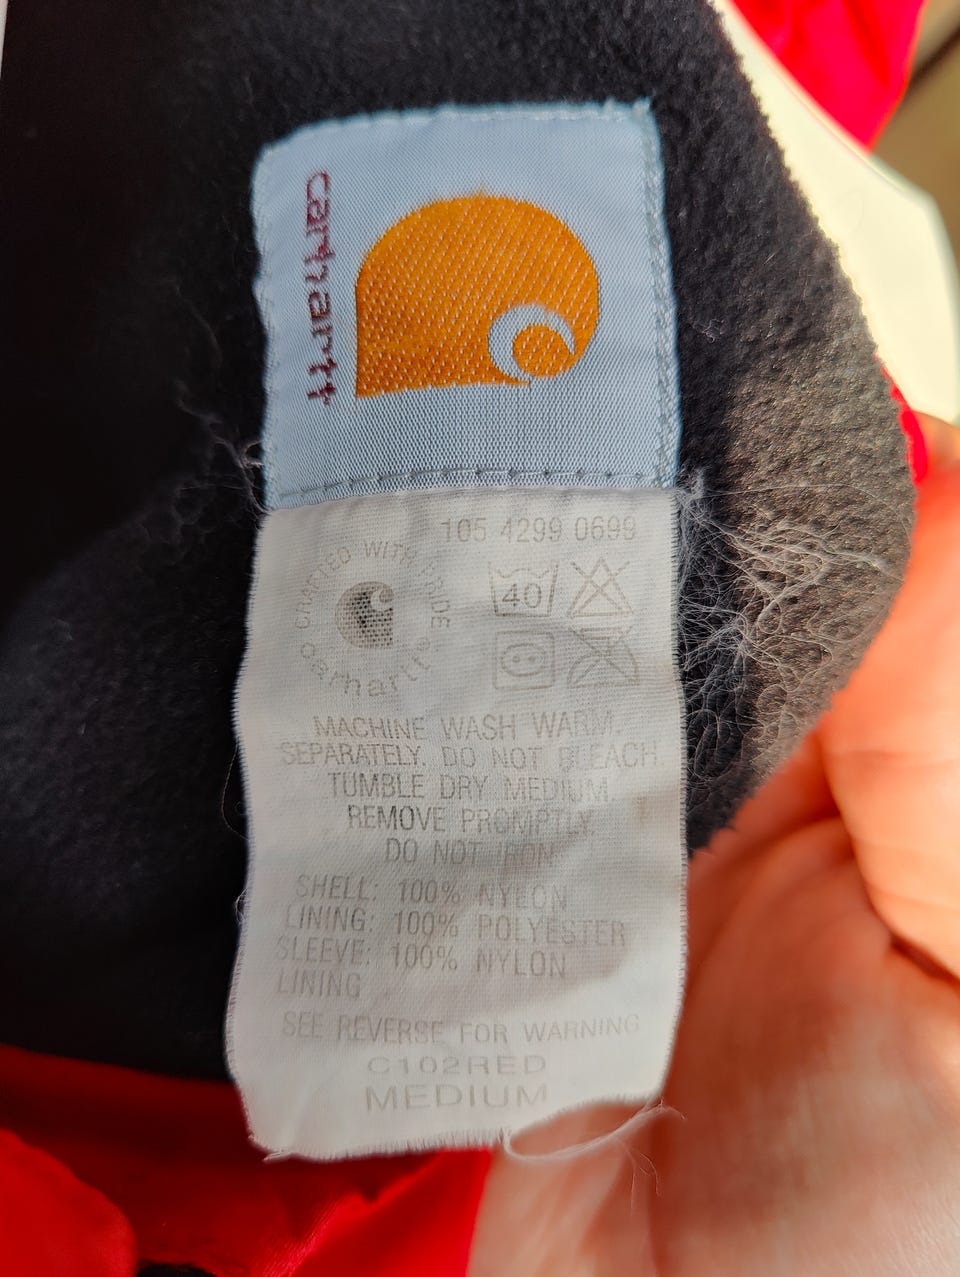 carhartt
105 4299 0699
CRAFTED WITH PRIDE
carhartt
40
MACHINE WASH WARM.
SEPARATELY. DO NOT BLEACH.
TUMBLE DRY MEDIUM.
REMOVE PROMPTLY.
DO NOT IRON.
SHELL: 100% NYLON
LINING: 100% POLYESTER
SLEEVE: 100% NYLON
LINING
SEE REVERSE FOR WARNING
C102RED
MEDIUM